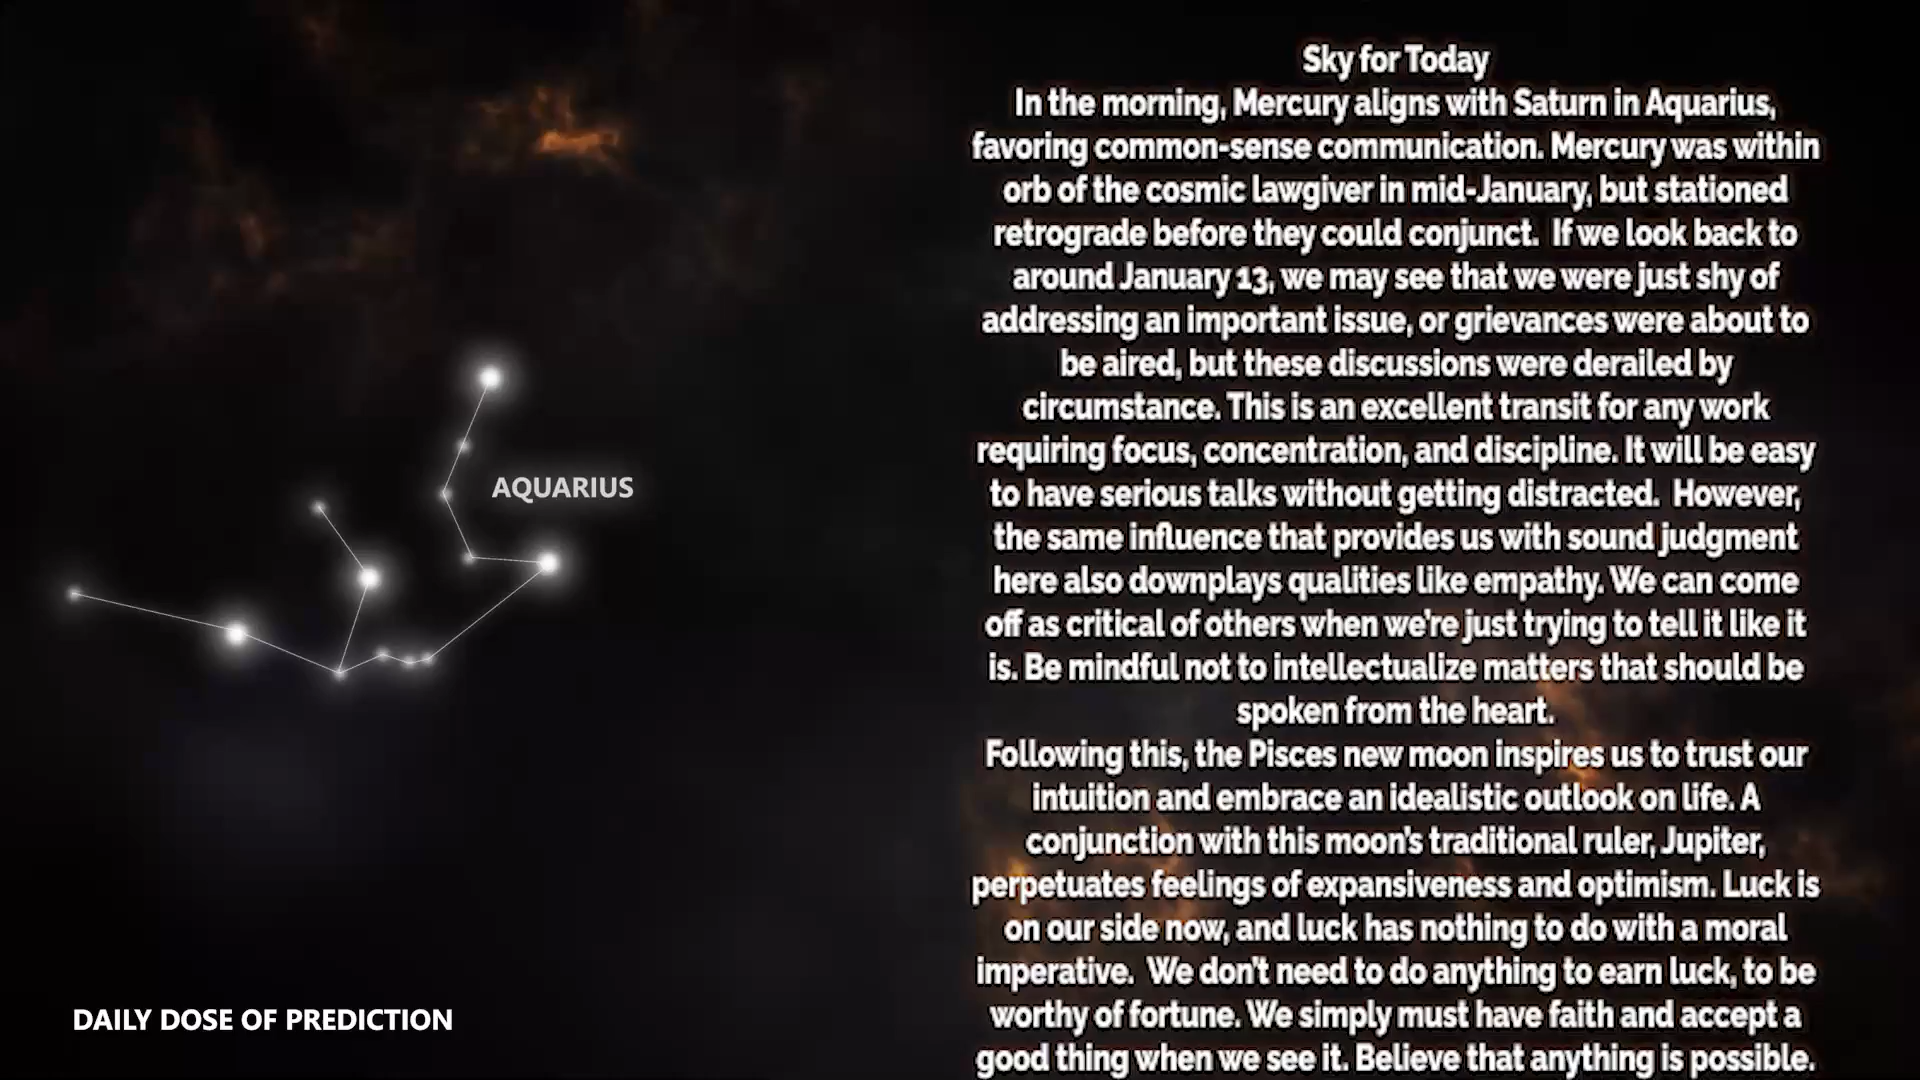 Sky for Today
In the morning, Mercury aligns with Saturn in Aquarius,
favoring common-sense communication. Mercury was within
orb of the cosmic lawgiver in mid-January, but stationed
retrograde before they could conjunct.  If we look back to
around January 13, we may see that we were just shy of
addressing an important issue, or grievances were about to
be aired, but these discussions were derailed by
circumstance. This is an excellent transit for any work
requiring focus, concentration, and discipline. It will be easy
to have serious talks without getting distracted.  However,
the same influence that provides us with sound judgment
here also downplays qualities like empathy. We can come
off as critical of others when we're just trying to tell it like it
is. Be mindful not to intellectualize matters that should be
spoken from the heart.
Following this, the Pisces new moon inspires us to trust our
intuition and embrace an idealistic outlook on life. A
conjunction with this moon's traditional ruler, Jupiter,
perpetuates feelings of expansiveness and optimism. Luck is
on our side now, and luck has nothing to do with a moral
imperative.  We don't need to do anything to earn luck, to be
worthy of fortune. We simply must have faith and accept a
good thing when we see it. Believe that anything is possible.
AQUARIUS
DAILY DOSE OF PREDICTION